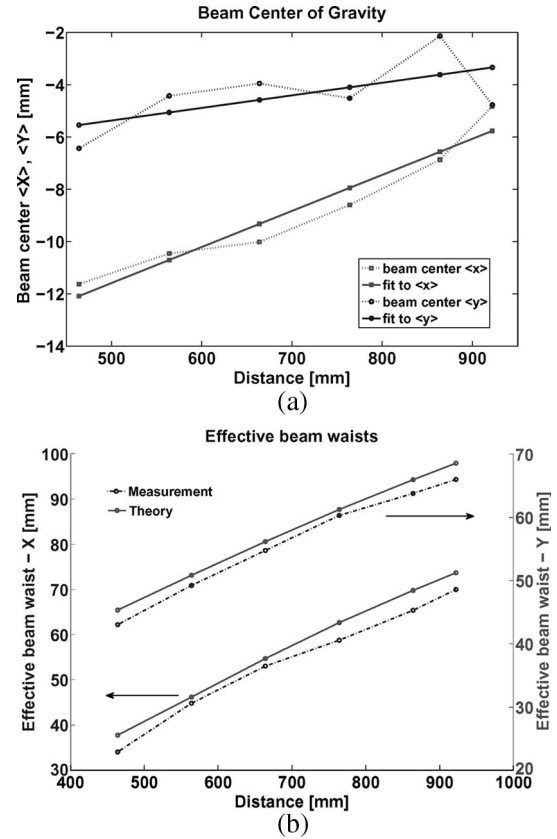 Beam Center of Gravity
Beam center <X>, <Y> [mm]
−2
−4
−6
−8
−10
−12
−14
beam center <x>
fit to <x>
beam center <y>
fit to <y>
500 600 700 800 900
Distance [mm]
(a)
Effective beam waists
Effective beam waist − X [mm]
100
90
80
70
60
50
40
30
Measurement
Theory
70
60
50
40
30
20
Effective beam waist − Y [mm]
400 500 600 700 800 900 1000
Distance [mm]
(b)